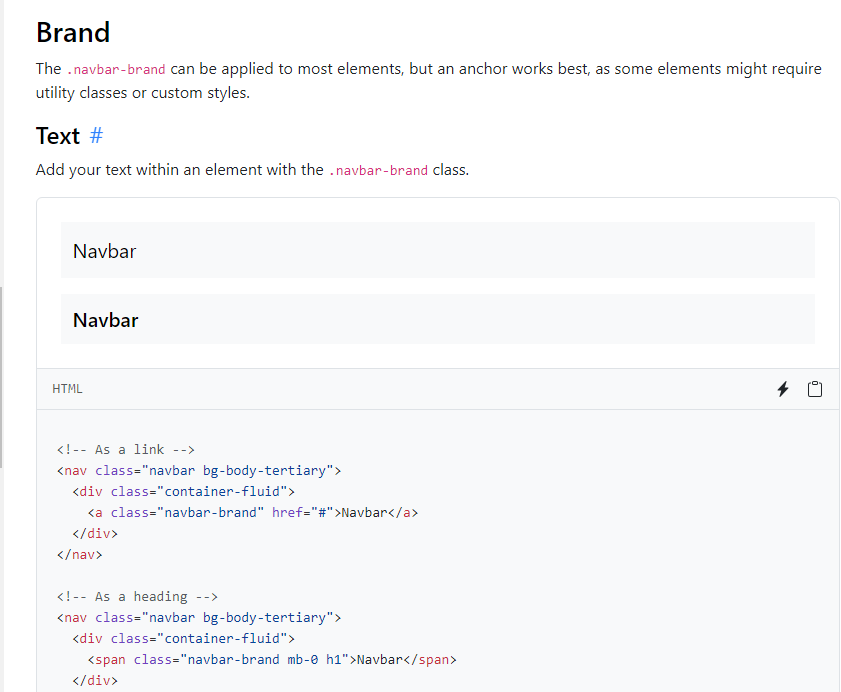 Brand
The .navbar-brand can be applied to most elements, but an anchor works best, as some elements might require
utility classes or custom styles.
Text #
Add your text within an element with the .navbar-brand class.
Navbar
Navbar
HTML
<!-- As a link -->
<nav class="navbar bg-body-tertiary">
  <div class="container-fluid">
    <a class="navbar-brand" href="#">Navbar</a>
  </div>
</nav>

<!-- As a heading -->
<nav class="navbar bg-body-tertiary">
  <div class="container-fluid">
    <span class="navbar-brand mb-0 h1">Navbar</span>
  </div>